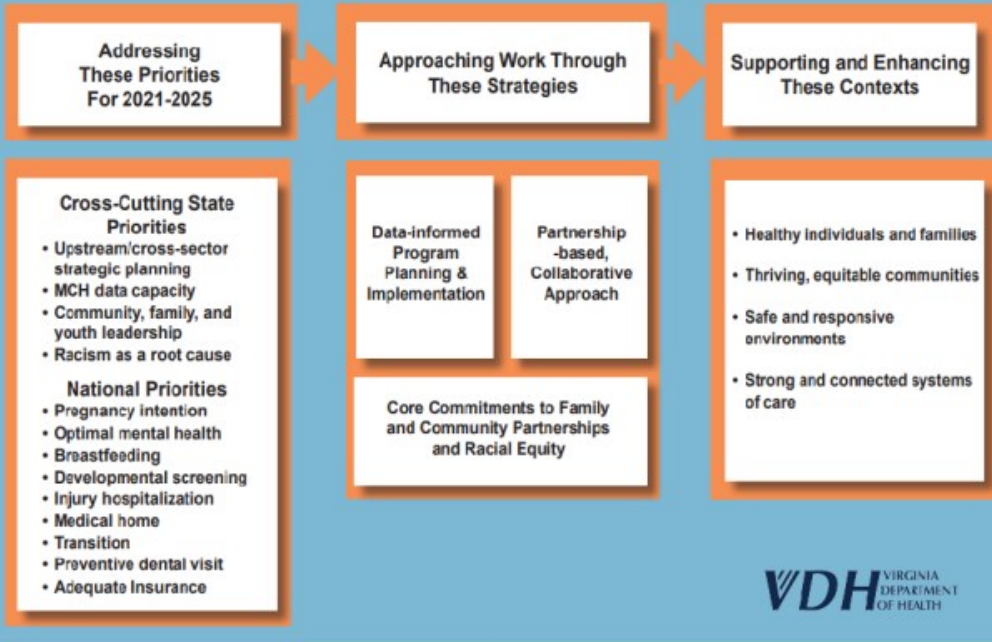 Addressing
These Priorities
For 2021-2025
Approaching Work Through
These Strategies
Supporting and Enhancing
These Contexts
Cross-Cutting State
Priorities
• Upstream/cross-sector
strategic planning
• MCH data capacity
• Community, family, and
youth leadership
• Racism as a root cause
National Priorities
• Pregnancy intention
• Optimal mental health
• Breastfeeding
• Developmental screening
• Injury hospitalization
• Medical home
• Transition
• Preventive dental visit
• Adequate Insurance
Data-informed
Program
Planning &
Implementation
Partnership
-based,
Collaborative
Approach
Core Commitments to Family
and Community Partnerships
and Racial Equity
• Healthy individuals and families
• Thriving, equitable communities
• Safe and responsive
environments
• Strong and connected systems
of care
VDH
VIRGINIA
DEPARTMENT
OF HEALTH